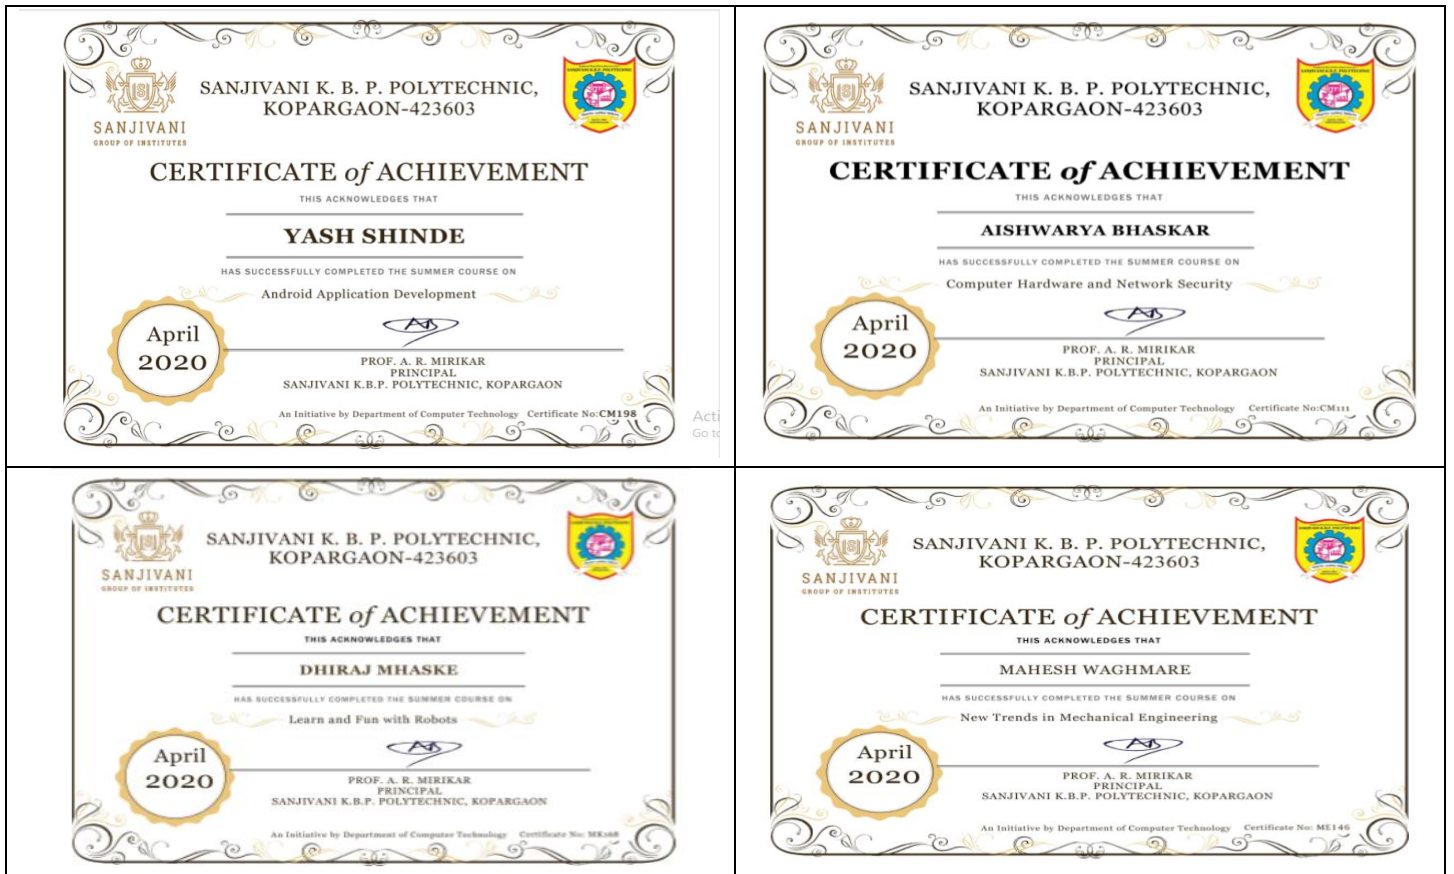 SANJIVANI
GROUP OF INSTITUTES
SANJIVANI K. B. P. POLYTECHNIC,
KOPARGAON-423603
CERTIFICATE of ACHIEVEMENT
THIS ACKNOWLEDGES THAT
YASH SHINDE
HAS SUCCESSFULLY COMPLETED THE SUMMER COURSE ON
Android Application Development
April
2020
PROF. A. R. MIRIKAR
PRINCIPAL
SANJIVANI K.B.P. POLYTECHNIC, KOPARGAON
An Initiative by Department of Computer Technology Certificate No:CM198
Acti
Go to
SANJIVANI
GROUP OF INSTITUTES
SANJIVANI K. B. P. POLYTECHNIC,
KOPARGAON-423603
CERTIFICATE of ACHIEVEMENT
THIS ACKNOWLEDGES THAT
AISHWARYA BHASKAR
HAS SUCCESSFULLY COMPLETED THE SUMMER COURSE ON
Computer Hardware and Network Security
April
2020
PROF. A. R. MIRIKAR
PRINCIPAL
SANJIVANI K.B.P. POLYTECHNIC, KOPARGAON
An Initiative by Department of Computer Technology Certificate No:CM111
SANJIVANI
GROUP OF INSTITUTES
SANJIVANI K. B. P. POLYTECHNIC,
KOPARGAON-423603
CERTIFICATE of ACHIEVEMENT
THIS ACKNOWLEDGES THAT
DHIRAJ MHASKE
HAS SUCCESSFULLY COMPLETED THE SUMMER COURSE ON
Learn and Fun with Robots
April
2020
PROF. A. R. MIRIKAR
PRINCIPAL
SANJIVANI K.B.P. POLYTECHNIC, KOPARGAON
An Initiative by Department of Computer Technology Certificate No:
SANJIVANI
GROUP OF INSTITUTES
SANJIVANI K. B. P. POLYTECHNIC,
KOPARGAON-423603
CERTIFICATE of ACHIEVEMENT
THIS ACKNOWLEDGES THAT
MAHESH WAGHMARE
HAS SUCCESSFULLY COMPLETED THE SUMMER COURSE ON
New Trends in Mechanical Engineering
April
2020
PROF. A. R. MIRIKAR
PRINCIPAL
SANJIVANI K.B.P. POLYTECHNIC, KOPARGAON
An Initiative by Department of Computer Technology Certificate No: ME146